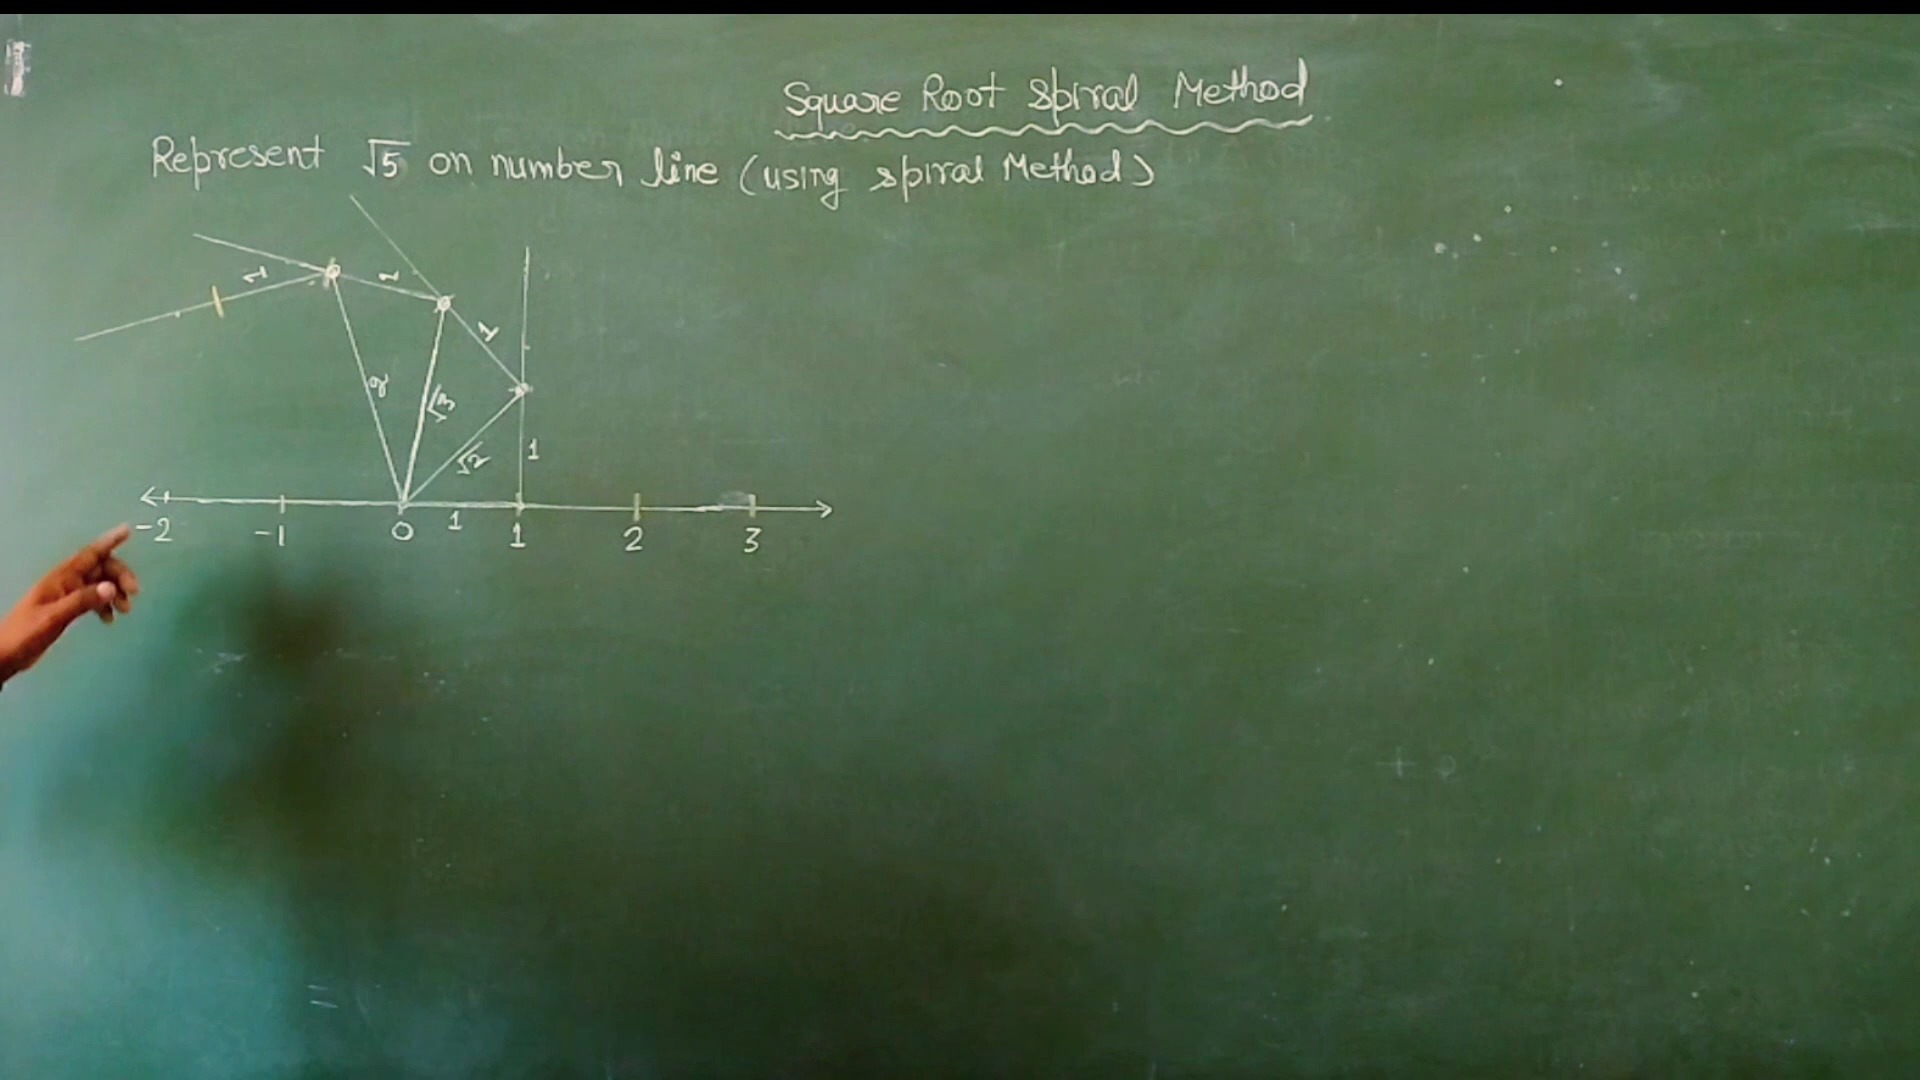 Square Root Spiral Method
Represent √5 on number line (using spiral Method)
1 1
1
2 √3
√2 1
-2 -1 0 1 1 2 3